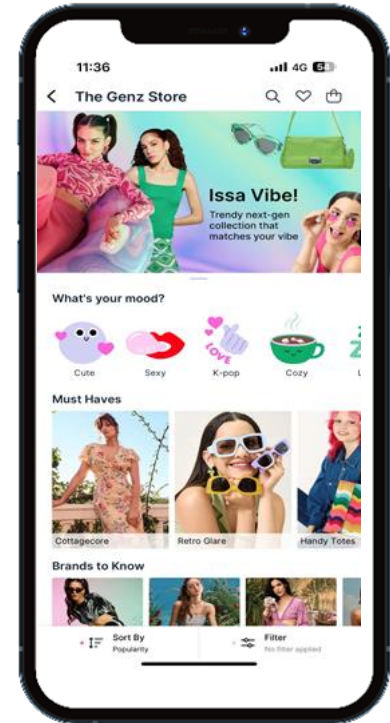 11:36
4G 53
The Genz Store
Issa Vibe!
Trendy next-gen
collection that
matches your vibe
What's your mood?
LOVE
Cute
Sexy
K-pop
Cozy
L
Must Haves
Cottagecore
Retro Glare
Handy Totes
Brands to Know
Sort By
Popularity
Filter
No filter applied